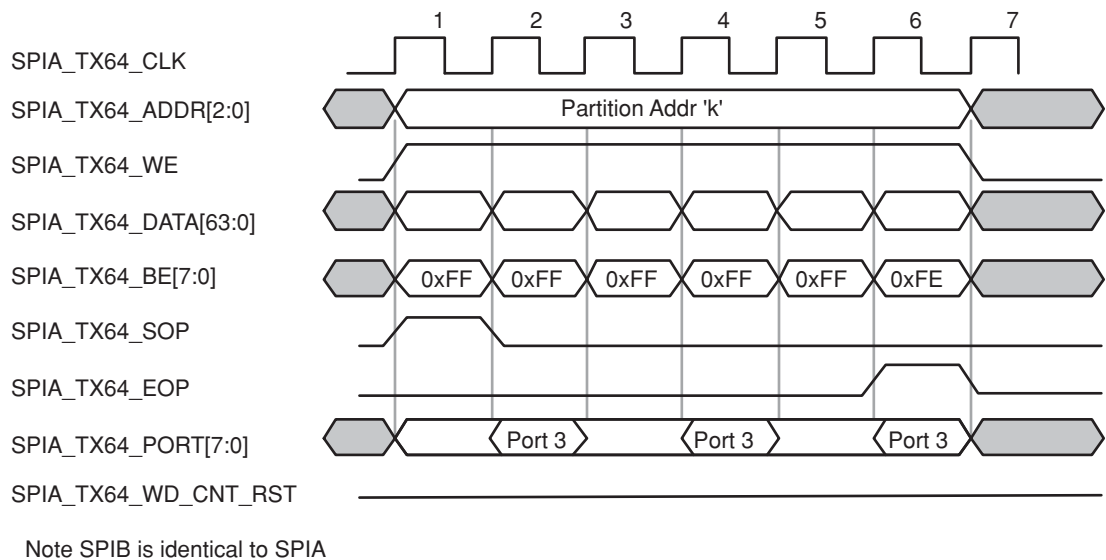 1 2 3 4 5 6 7
SPIA_TX64_CLK
SPIA_TX64_ADDR[2:0] Partition Addr 'k'
SPIA_TX64_WE
SPIA_TX64_DATA[63:0]
SPIA_TX64_BE[7:0] 0xFF 0xFF 0xFF 0xFF 0xFF 0xFE
SPIA_TX64_SOP
SPIA_TX64_EOP
SPIA_TX64_PORT[7:0] Port 3 Port 3 Port 3
SPIA_TX64_WD_CNT_RST
Note SPIB is identical to SPIA